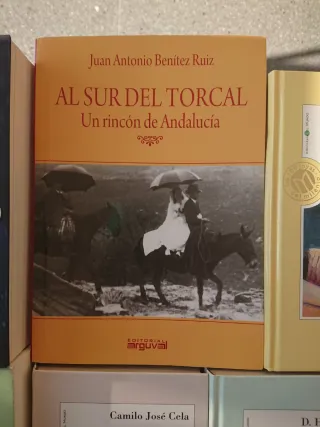 Juan Antonio Benítez Ruiz
AL SUR DEL TORCAL
Un rincón de Andalucía
EDITORIAL
arguval
Camilo José Cela
D.